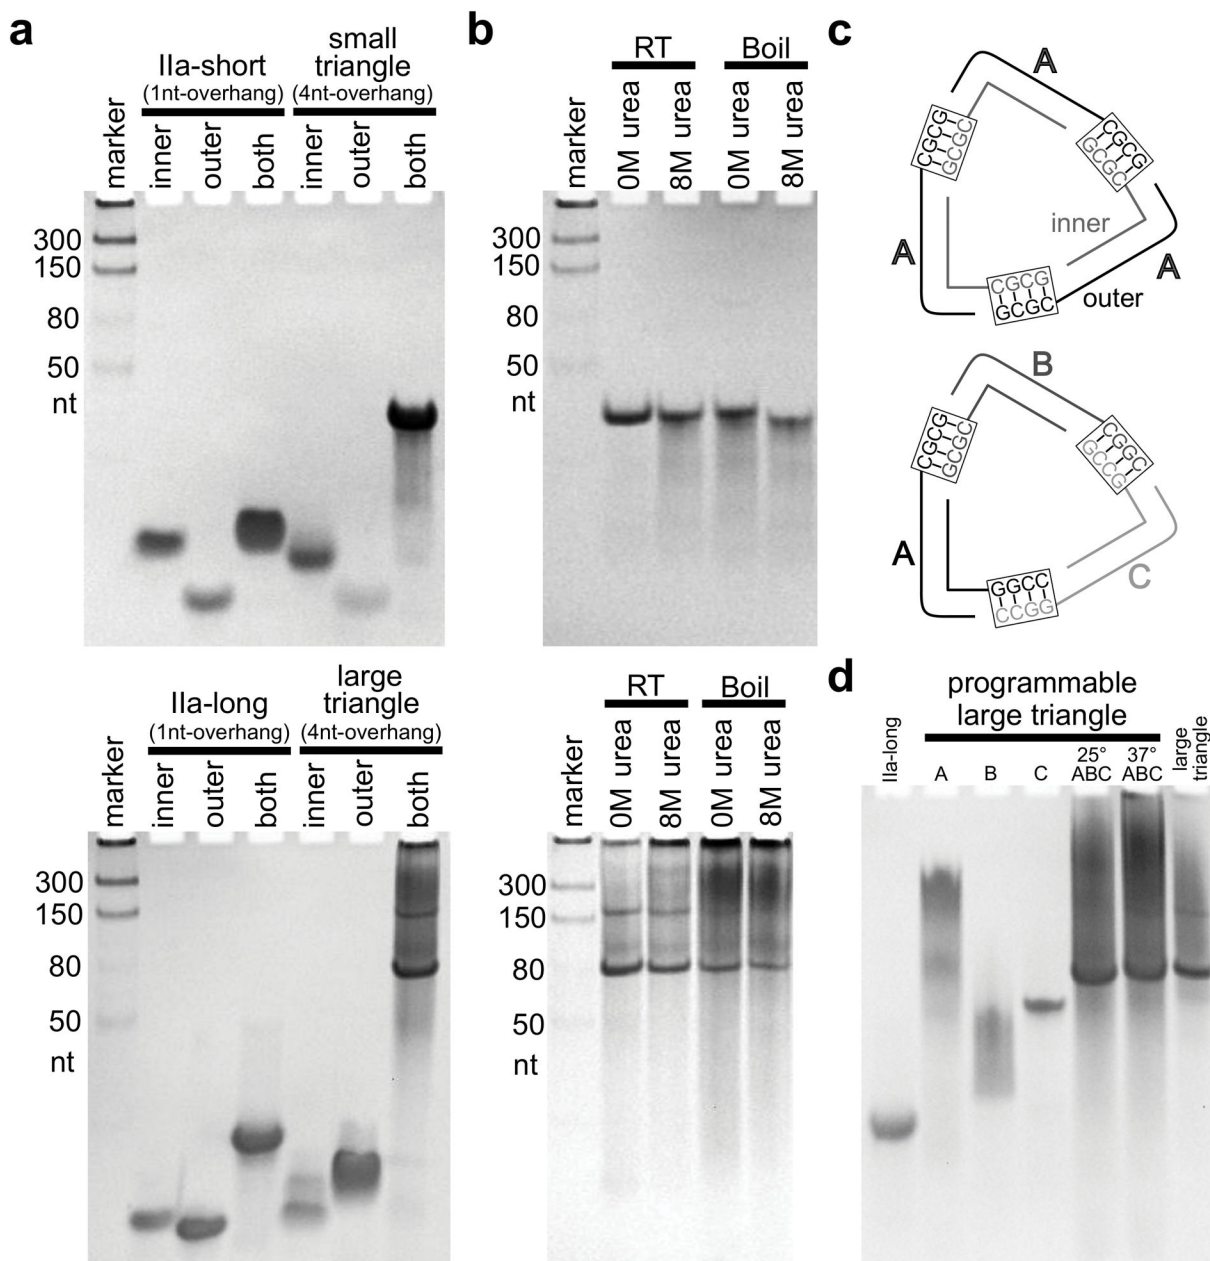 a
IIa-short
(1nt-overhang)
small
triangle
(4nt-overhang)
marker
inner
outer
both
inner
outer
both
300
150
80
50
nt
b
RT
Boil
marker
0M urea
8M urea
0M urea
8M urea
300
150
80
50
nt
c
A
CGCG
GCGC
CGCG
GCGC
inner
A
A
CGCG
GCGC
outer
B
CGCG
GCGC
CGGC
GCCG
A
C
GGCC
CCGG
IIa-long
(1nt-overhang)
large
triangle
(4nt-overhang)
marker
inner
outer
both
inner
outer
both
300
150
80
50
nt
RT
Boil
marker
0M urea
8M urea
0M urea
8M urea
300
150
80
50
nt
d
programmable
large triangle
IIa-long
A
B
C
25°
ABC
37°
ABC
large
triangle